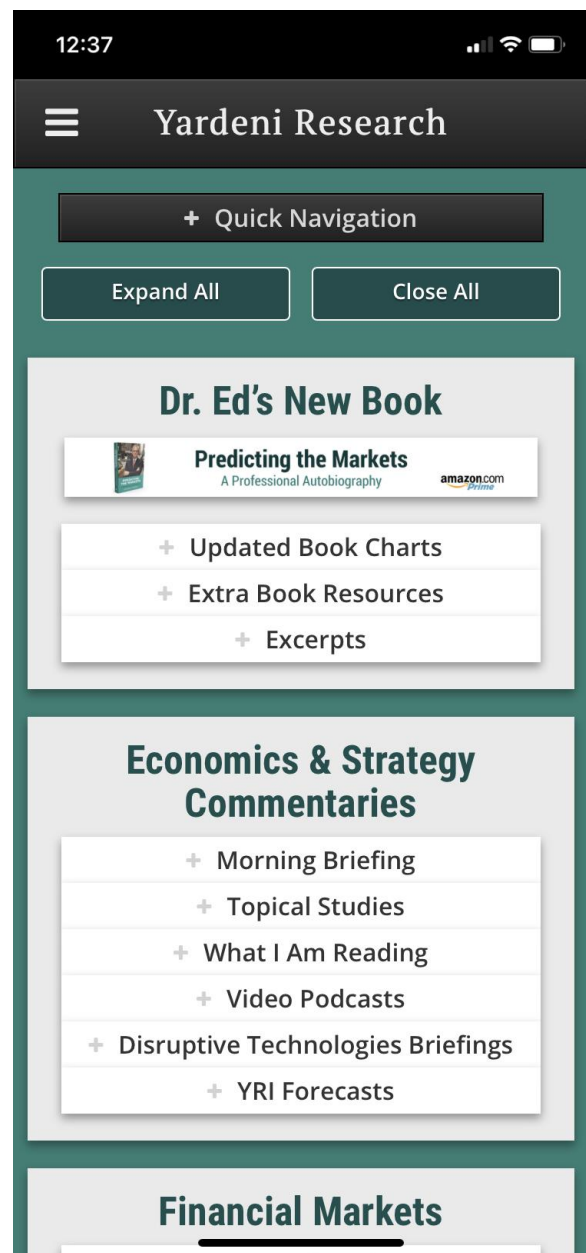 12:37
Yardeni Research
+ Quick Navigation
Expand All
Close All
Dr. Ed’s New Book
Predicting the Markets
A Professional Autobiography
amazon.com
Prime
+ Updated Book Charts
+ Extra Book Resources
+ Excerpts
Economics & Strategy
Commentaries
+ Morning Briefing
+ Topical Studies
+ What I Am Reading
+ Video Podcasts
+ Disruptive Technologies Briefings
+ YRI Forecasts
Financial Markets